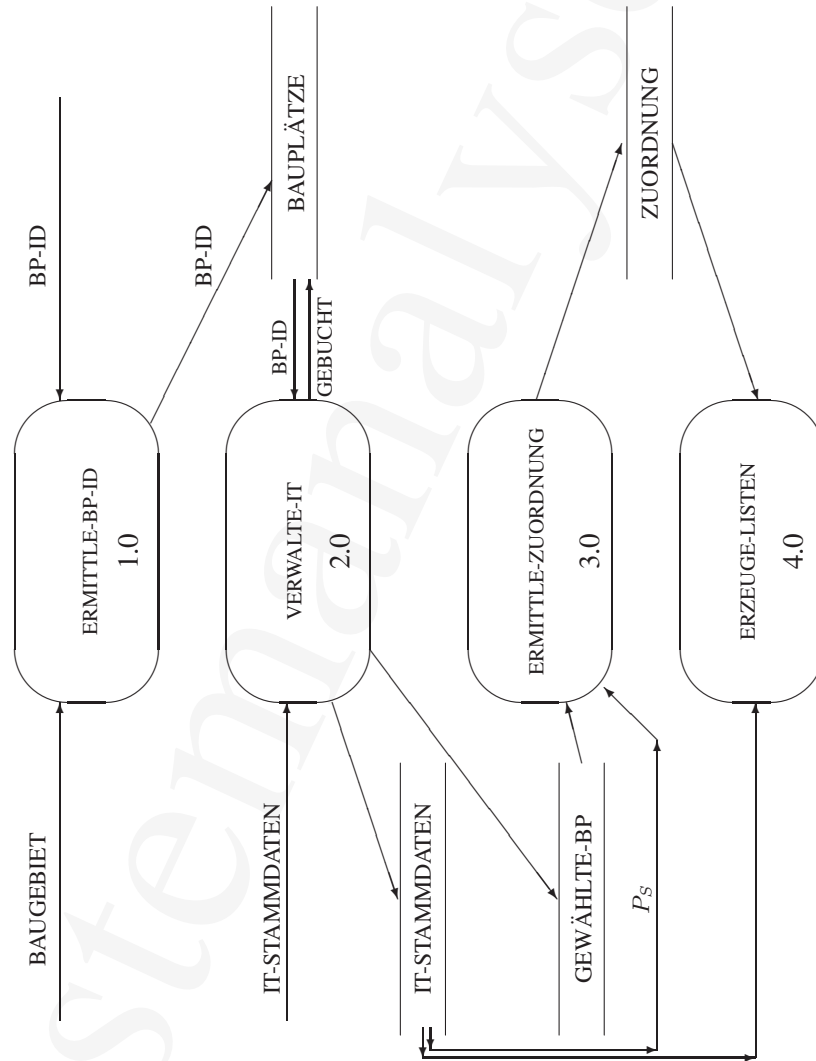 BAUGEBIET
ERMITTLE-BP-ID
1.0
BP-ID
BP-ID
IT-STAMMDATEN
VERWALTE-IT
2.0
BP-ID
GEBUCHT
BAUPLÄTZE
IT-STAMMDATEN
GEWÄHLTE-BP
P_S
ERMITTLE-ZUORDNUNG
3.0
ZUORDNUNG
ERZEUGE-LISTEN
4.0
stemanalyse